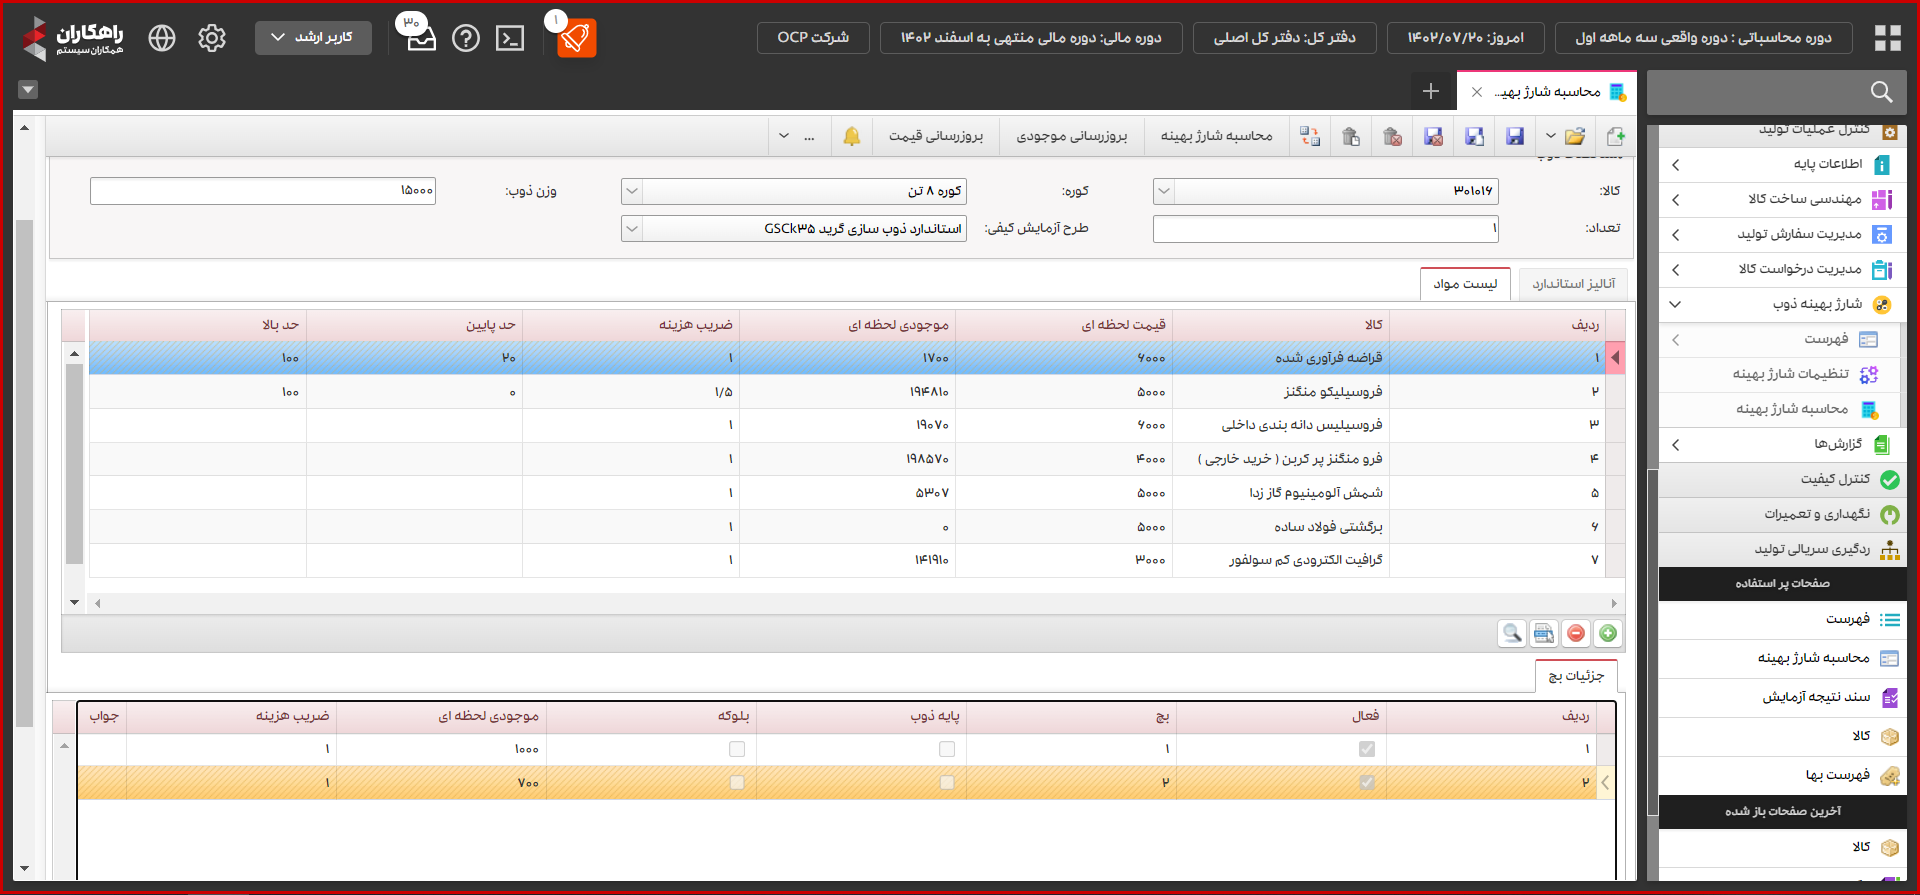 دوره محاسباتی : دوره واقعی سه ماهه اول
امروز: ۱۴۰۲/۰۷/۲۰
دفتر کل: دفتر کل اصلی
دوره مالی: دوره مالی منتهی به اسفند ۱۴۰۲
شرکت OCP
۱
۳۰
کاربر ارشد
راهکاران
همکاران سیستم
محاسبه شارژ بهیـ...
محاسبه شارژ بهینه
بروزرسانی موجودی
بروزرسانی قیمت
...
کالا: ۳۰۱۰۱۶
کوره: کوره ۸ تن
وزن ذوب: ۱۵۰۰۰
تعداد: ۱
طرح آزمایش کیفی: استاندارد ذوب سازی گرید GSCk۳۵
آنالیز استاندارد
لیست مواد
ردیف کالا قیمت لحظه ای موجودی لحظه ای ضریب هزینه حد پایین حد بالا
۱ قراضه فرآوری شده ۶۰۰۰ ۱۷۰۰ ۱ ۲۰ ۱۰۰
۲ فروسیلیکو منگنز ۵۰۰۰ ۱۹۴۸۱۰ ۱/۵ ۰ ۱۰۰
۳ فروسیلیس دانه بندی داخلی ۶۰۰۰ ۱۹۰۷۰ ۱
۴ فرو منگنز پر کربن ( خرید خارجی ) ۴۰۰۰ ۱۹۸۵۷۰ ۱
۵ شمش آلومینیوم گاز زدا ۵۰۰۰ ۵۳۰۷ ۱
۶ برگشتی فولاد ساده ۵۰۰۰ ۰ ۱
۷ گرافیت الکترودی کم سولفور ۳۰۰۰ ۱۴۱۹۱۰ ۱
جزئیات بچ
ردیف فعال بچ پایه ذوب بلوکه موجودی لحظه ای ضریب هزینه جواب
۱ ۱ ۱۰۰۰ ۱
۲ ۲ ۷۰۰ ۱
کنترل عملیات تولید
اطلاعات پایه
مهندسی ساخت کالا
مدیریت سفارش تولید
مدیریت درخواست کالا
شارژ بهینه ذوب
فهرست
تنظیمات شارژ بهینه
محاسبه شارژ بهینه
گزارش‌ها
کنترل کیفیت
نگهداری و تعمیرات
ردگیری سریالی تولید
صفحات پر استفاده
فهرست
محاسبه شارژ بهینه
سند نتیجه آزمایش
کالا
فهرست بها
آخرین صفحات باز شده
کالا